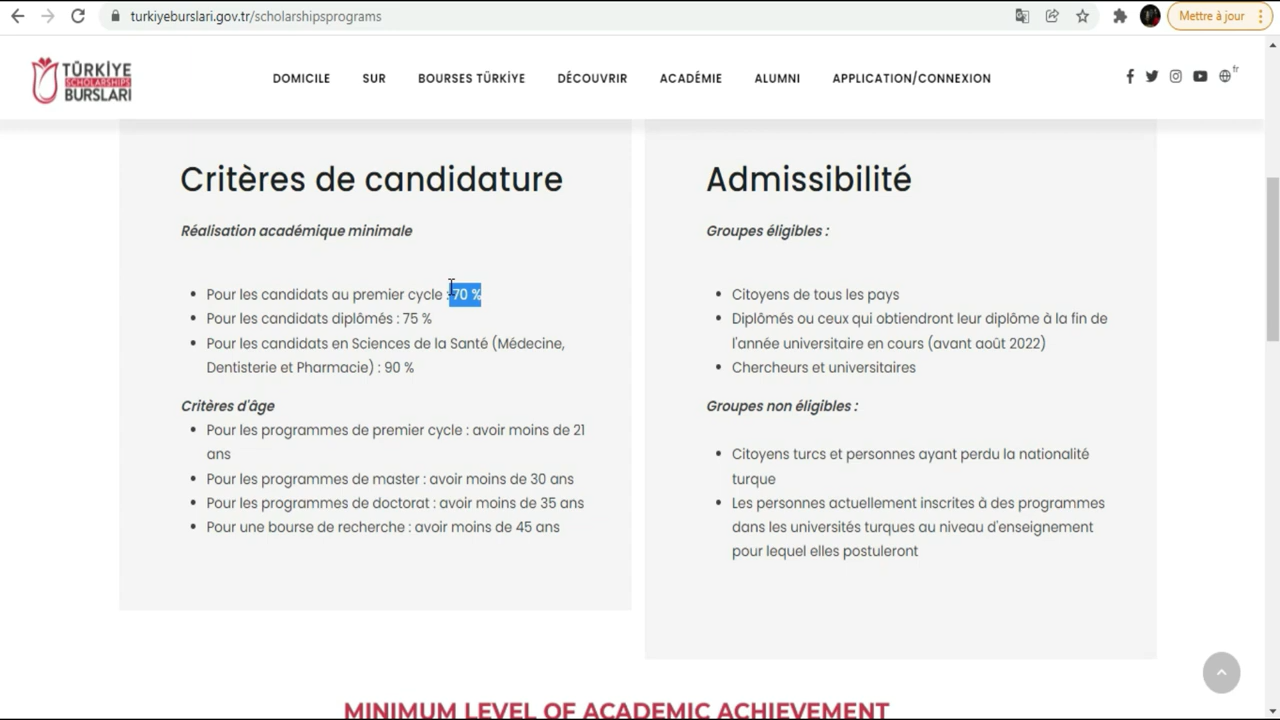 turkiyeburslari.gov.tr/scholarshipsprograms
Mettre à jour
TÜRKİYE
SCHOLARSHIPS
BURSLARI
DOMICILE SUR BOURSES TÜRKİYE DÉCOUVRIR ACADÉMIE ALUMNI APPLICATION/CONNEXION
fr
Critères de candidature
Réalisation académique minimale
• Pour les candidats au premier cycle : 70 %
• Pour les candidats diplômés : 75 %
• Pour les candidats en Sciences de la Santé (Médecine,
Dentisterie et Pharmacie) : 90 %
Critères d'âge
• Pour les programmes de premier cycle : avoir moins de 21
ans
• Pour les programmes de master : avoir moins de 30 ans
• Pour les programmes de doctorat : avoir moins de 35 ans
• Pour une bourse de recherche : avoir moins de 45 ans
Admissibilité
Groupes éligibles :
• Citoyens de tous les pays
• Diplômés ou ceux qui obtiendront leur diplôme à la fin de
l'année universitaire en cours (avant août 2022)
• Chercheurs et universitaires
Groupes non éligibles :
• Citoyens turcs et personnes ayant perdu la nationalité
turque
• Les personnes actuellement inscrites à des programmes
dans les universités turques au niveau d'enseignement
pour lequel elles postuleront
MINIMUM LEVEL OF ACADEMIC ACHIEVEMENT